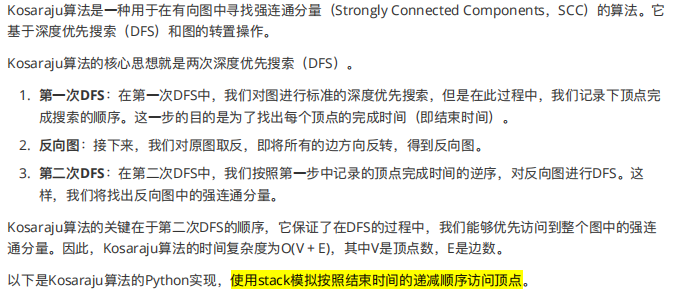 Kosaraju算法是一种用于在有向图中寻找强连通分量（Strongly Connected Components，SCC）的算法。它
基于深度优先搜索（DFS）和图的转置操作。
Kosaraju算法的核心思想就是两次深度优先搜索（DFS）。
1. 第一次DFS：在第一次DFS中，我们对图进行标准的深度优先搜索，但是在此过程中，我们记录下顶点完
成搜索的顺序。这一步的目的是为了找出每个顶点的完成时间（即结束时间）。
2. 反向图：接下来，我们对原图取反，即将所有的边方向反转，得到反向图。
3. 第二次DFS：在第二次DFS中，我们按照第一步中记录的顶点完成时间的逆序，对反向图进行DFS。这
样，我们将找出反向图中的强连通分量。
Kosaraju算法的关键在于第二次DFS的顺序，它保证了在DFS的过程中，我们能够优先访问到整个图中的强连
通分量。因此，Kosaraju算法的时间复杂度为O(V + E)，其中V是顶点数，E是边数。
以下是Kosaraju算法的Python实现，使用stack模拟按照结束时间的递减顺序访问顶点。